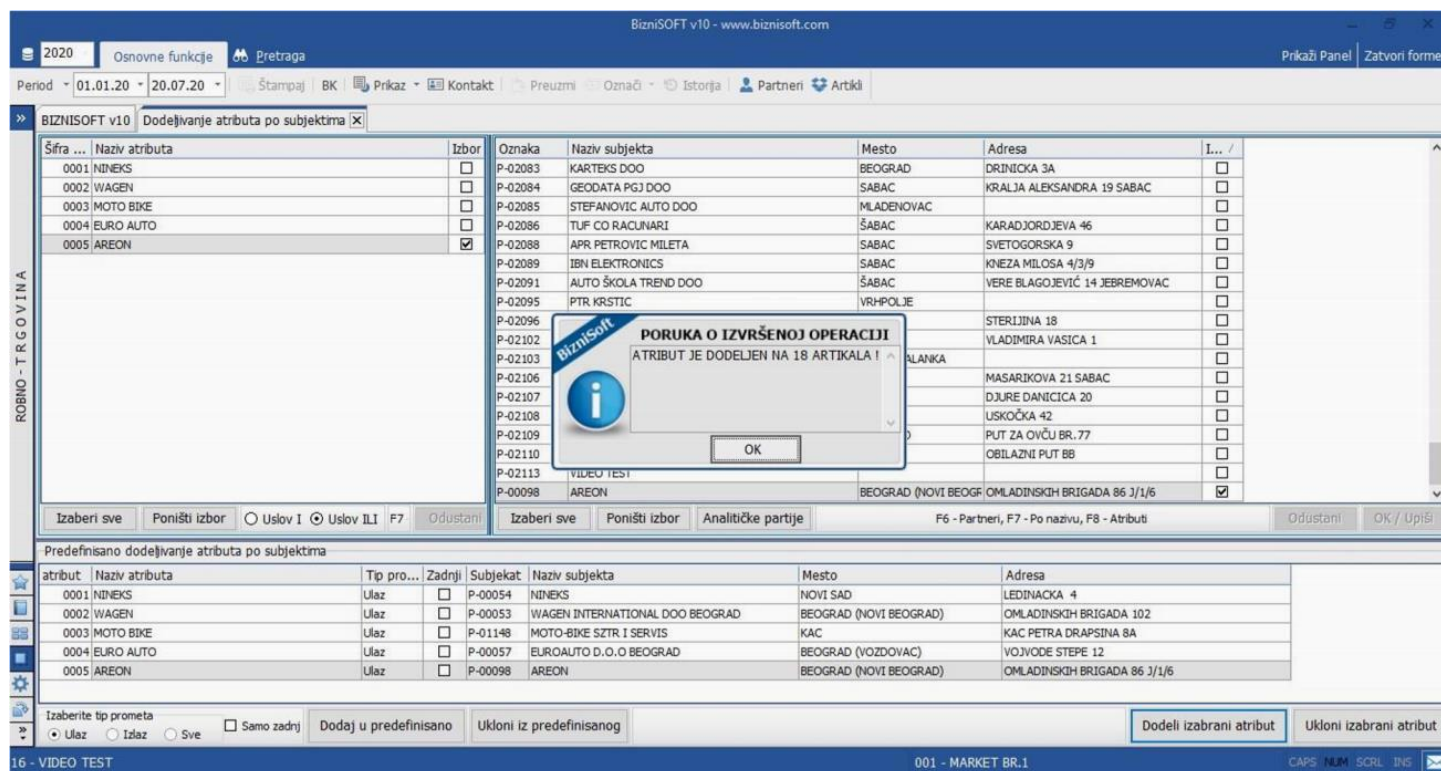 BizniSOFT v10 - www.biznisoft.com
2020 Osnovne funkcije Pretraga Prikaži Panel Zatvori forme
Period 01.01.20 20.07.20 Štampaj BK Prikaz Kontakt Preuzmi Označi Istorija Partneri Artikli
BIZNISOFT v10 Dodeljivanje atributa po subjektima
ROBNO - TRGOVINA
Šifra ... Naziv atributa Izbor
0001 NINEKS
0002 WAGEN
0003 MOTO BIKE
0004 EURO AUTO
0005 AREON
Oznaka Naziv subjekta Mesto Adresa I...
P-02083 KARTEKS DOO BEOGRAD DRINICKA 3A
P-02084 GEODATA PGJ DOO SABAC KRALJA ALEKSANDRA 19 SABAC
P-02085 STEFANOVIC AUTO DOO MLADENOVAC
P-02086 TUF CO RACUNARI ŠABAC KARADJORDJEVA 46
P-02088 APR PETROVIC MILETA SABAC SVETOGORSKA 9
P-02089 IBN ELEKTRONICS SABAC KNEZA MILOSA 4/3/9
P-02091 AUTO ŠKOLA TREND DOO ŠABAC VERE BLAGOJEVIĆ 14 JEBREMOVAC
P-02095 PTR KRSTIC VRHPOLJE
P-02096 STERIJINA 18
P-02102 VLADIMIRA VASICA 1
P-02103 ALANKA
P-02106 MASARIKOVA 21 SABAC
P-02107 DJURE DANICICA 20
P-02108 USKOČKA 42
P-02109 PUT ZA OVČU BR.77
P-02110 OBILAZNI PUT BB
P-02113 VIDEO TEST
P-00098 AREON BEOGRAD (NOVI BEOGR OMLADINSKIH BRIGADA 86 J/1/6
BizniSoft
PORUKA O IZVRŠENOJ OPERACIJI
ATRIBUT JE DODELJEN NA 18 ARTIKALA !
OK
Izaberi sve Poništi izbor Uslov I Uslov ILI F7 Odustani
Izaberi sve Poništi izbor Analitičke partije F6 - Partneri, F7 - Po nazivu, F8 - Atributi Odustani OK / Upiši
Predefinisano dodeljivanje atributa po subjektima
atribut Naziv atributa Tip pro... Zadnji Subjekat Naziv subjekta Mesto Adresa
0001 NINEKS Ulaz P-00054 NINEKS NOVI SAD LEDINACKA 4
0002 WAGEN Ulaz P-00053 WAGEN INTERNATIONAL DOO BEOGRAD BEOGRAD (NOVI BEOGRAD) OMLADINSKIH BRIGADA 102
0003 MOTO BIKE Ulaz P-01148 MOTO-BIKE SZTR I SERVIS KAC KAC PETRA DRAPSINA 8A
0004 EURO AUTO Ulaz P-00057 EUROAUTO D.O.O BEOGRAD BEOGRAD (VOZDOVAC) VOJVODE STEPE 12
0005 AREON Ulaz P-00098 AREON BEOGRAD (NOVI BEOGRAD) OMLADINSKIH BRIGADA 86 J/1/6
Izaberite tip prometa
Ulaz Izlaz Sve Samo zadnj Dodaj u predefinisano Ukloni iz predefinisanog Dodeli izabrani atribut Ukloni izabrani atribut
16 - VIDEO TEST 001 - MARKET BR.1 CAPS NUM SCRL INS